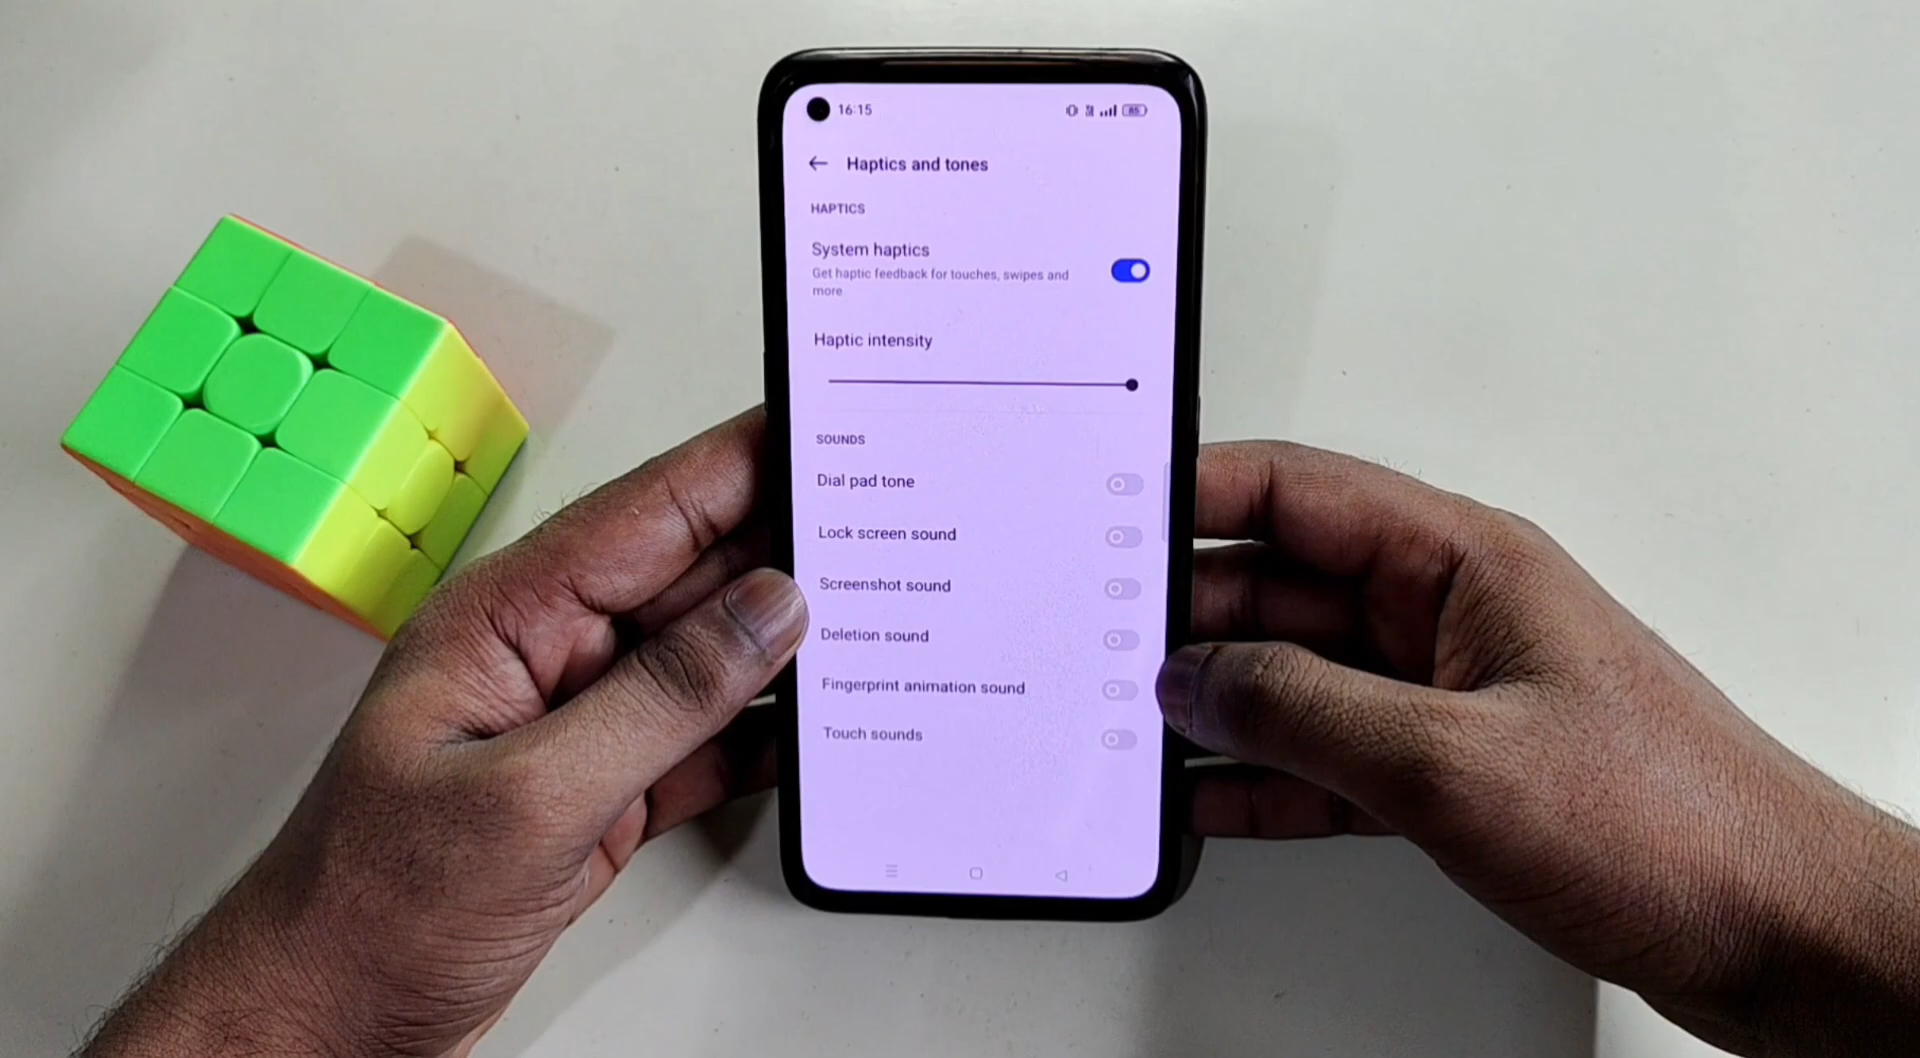 16:15
85
Haptics and tones
HAPTICS
System haptics
Get haptic feedback for touches, swipes and
more
Haptic intensity
SOUNDS
Dial pad tone
Lock screen sound
Screenshot sound
Deletion sound
Fingerprint animation sound
Touch sounds